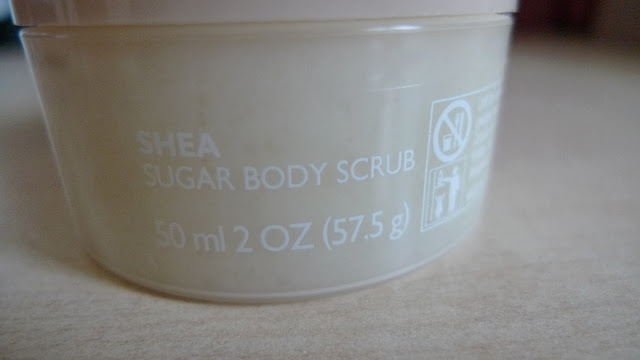 SHEA
SUGAR BODY SCRUB
50 ml 2 OZ (57.5 g)